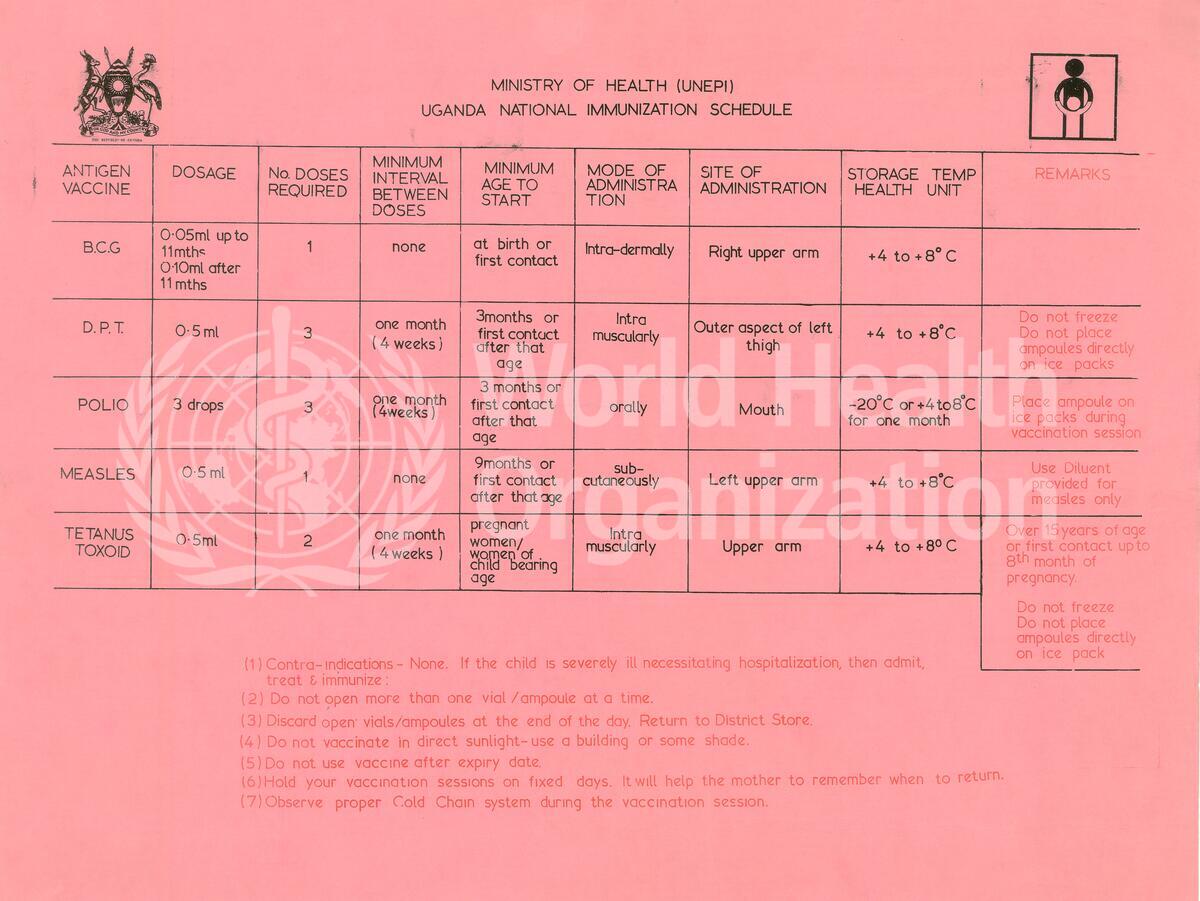 MINISTRY OF HEALTH (UNEPI)
UGANDA NATIONAL IMMUNIZATION SCHEDULE
ANTIGEN
VACCINE
DOSAGE
No. DOSES
REQUIRED
MINIMUM
INTERVAL
BETWEEN
DOSES
MINIMUM
AGE TO
START
MODE OF
ADMINISTRA
TION
SITE OF
ADMINISTRATION
STORAGE TEMP
HEALTH UNIT
REMARKS
B.C.G
0·05ml up to
11mths
0·10ml after
11 mths
1
none
at birth or
first contact
Intra-dermally
Right upper arm
+4 to +8°C
D.P.T.
0·5 ml
3
one month
(4 weeks)
3months or
first contact
after that
age
Intra
muscularly
Outer aspect of left
thigh
+4 to +8°C
Do not freeze
Do not place
ampoules directly
on ice packs
POLIO
3 drops
3
one month
(4weeks)
3 months or
first contact
after that
age
orally
Mouth
-20°C or +4to8°C
for one month
Place ampoule on
ice packs during
vaccination session
MEASLES
0·5 ml
1
none
9months or
first contact
after that age
sub-
cutaneously
Left upper arm
+4 to +8°C
Use Diluent
provided for
measles only
TETANUS
TOXOID
0·5ml
2
one month
(4 weeks)
pregnant
women/
women of
child bearing
age
Intra
muscularly
Upper arm
+4 to +8°C
Over 15 years of age
or first contact up to
8th month of
pregnancy.
Do not freeze
Do not place
ampoules directly
on ice pack
(1) Contra-indications - None. If the child is severely ill necessitating hospitalization, then admit,
treat & immunize:
(2) Do not open more than one vial/ampoule at a time.
(3) Discard open vials/ampoules at the end of the day. Return to District Store.
(4) Do not vaccinate in direct sunlight-use a building or some shade.
(5) Do not use vaccine after expiry date.
(6) Hold your vaccination sessions on fixed days. It will help the mother to remember when to return.
(7) Observe proper Cold Chain system during the vaccination session.
World Health
Organization